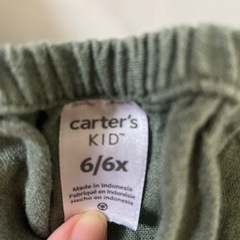 carter's
KID™
6/6x
Made in Indonesia
Fabriqué en Indonésie
Hecho en Indonesia